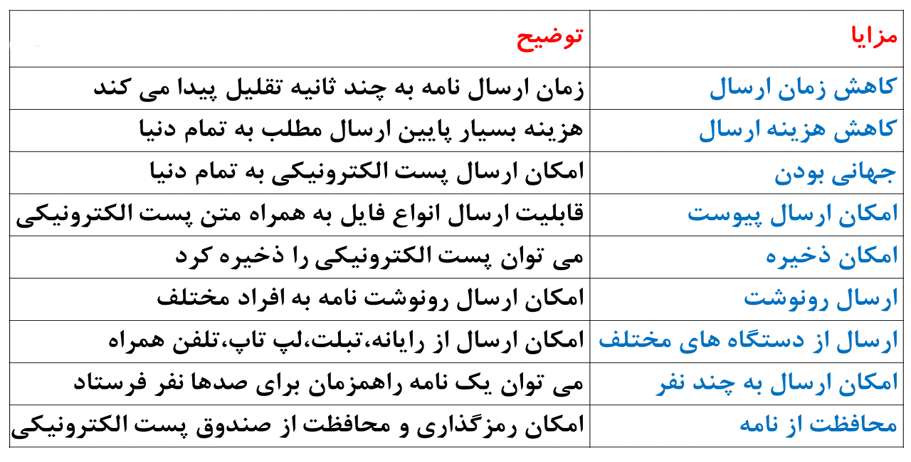 مزایا توضیح
کاهش زمان ارسال زمان ارسال نامه به چند ثانیه تقلیل پیدا می کند
کاهش هزینه ارسال هزینه بسیار پایین ارسال مطلب به تمام دنیا
جهانی بودن امکان ارسال پست الکترونیکی به تمام دنیا
امکان ارسال پیوست قابلیت ارسال انواع فایل به همراه متن پست الکترونیکی
امکان ذخیره می توان پست الکترونیکی را ذخیره کرد
ارسال رونوشت امکان ارسال رونوشت نامه به افراد مختلف
ارسال از دستگاه های مختلف امکان ارسال از رایانه،تبلت،لپ تاپ،تلفن همراه
امکان ارسال به چند نفر می توان یک نامه راهمزمان برای صدها نفر فرستاد
محافظت از نامه امکان رمزگذاری و محافظت از صندوق پست الکترونیکی